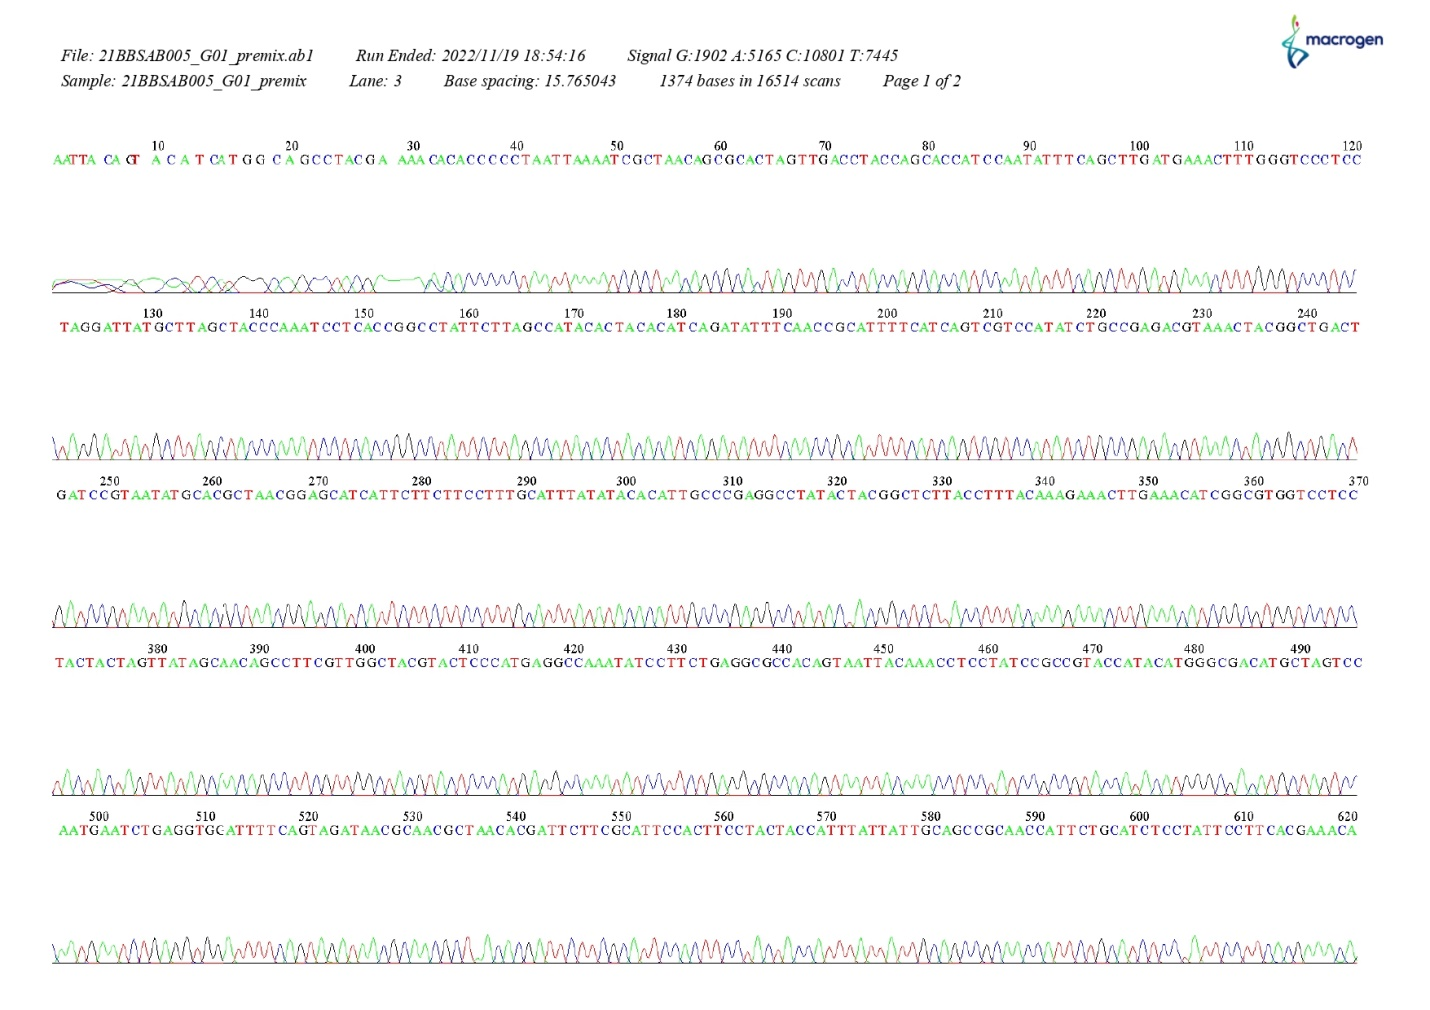 File: 21BBSAB005_G01_premix.ab1 Run Ended: 2022/11/19 18:54:16 Signal G:1902 A:5165 C:10801 T:7445
macrogen
Sample: 21BBSAB005_G01_premix Lane: 3 Base spacing: 15.765043 1374 bases in 16514 scans Page 1 of 2
10 20 30 40 50 60 70 80 90 100 110 120
AATTA CA GT A C A T CAT GG C A GCCTACGA AAA CACACCCCCTAATTAAAATCGCTAACAGCGCACTAGTTGACCTACCAGCACCATCCAATATTTCAGCTTGATGAAACTTTGGGTCCCTCC
130 140 150 160 170 180 190 200 210 220 230 240
TAGGATTATGCTTAGCTACCCAAATCCTCACCGGCCTATTCTTAGCCATACACTACACATCAGATATTTCAACCGCATTTTCATCAGTCGTCCATATCTGCCGAGACGTAAACTACGGCTGACT
250 260 270 280 290 300 310 320 330 340 350 360 370
GATCCGTAATATGCACGCTAACGGAGCATCATTCTTCTTCCTTTGCATTTATATACACATTGCCCGAGGCCTATACTACGGCTCTTACCTTTACAAAGAAACTTGAAACATCGGCGTGGTCCTCC
380 390 400 410 420 430 440 450 460 470 480 490
TACTACTAGTTATAGCAACAGCCTTCGTTGGCTACGTACTCCCATGAGGCCAAATATCCTTCTGAGGCGCCACAGTAATTACAAACCTCCTATCCGCCGTACCATACATGGGCGACATGCTAGTCC
500 510 520 530 540 550 560 570 580 590 600 610 620
AATGAATCTGAGGTGGATTTTCAGTAGATAACGCAACGCTAACACGATTCTTCGCATTCCACTTCCTACTACCATTTATTATTGCAGCCGCAACCATTCTGCATCTCCTATTCCTTCACGAAACA